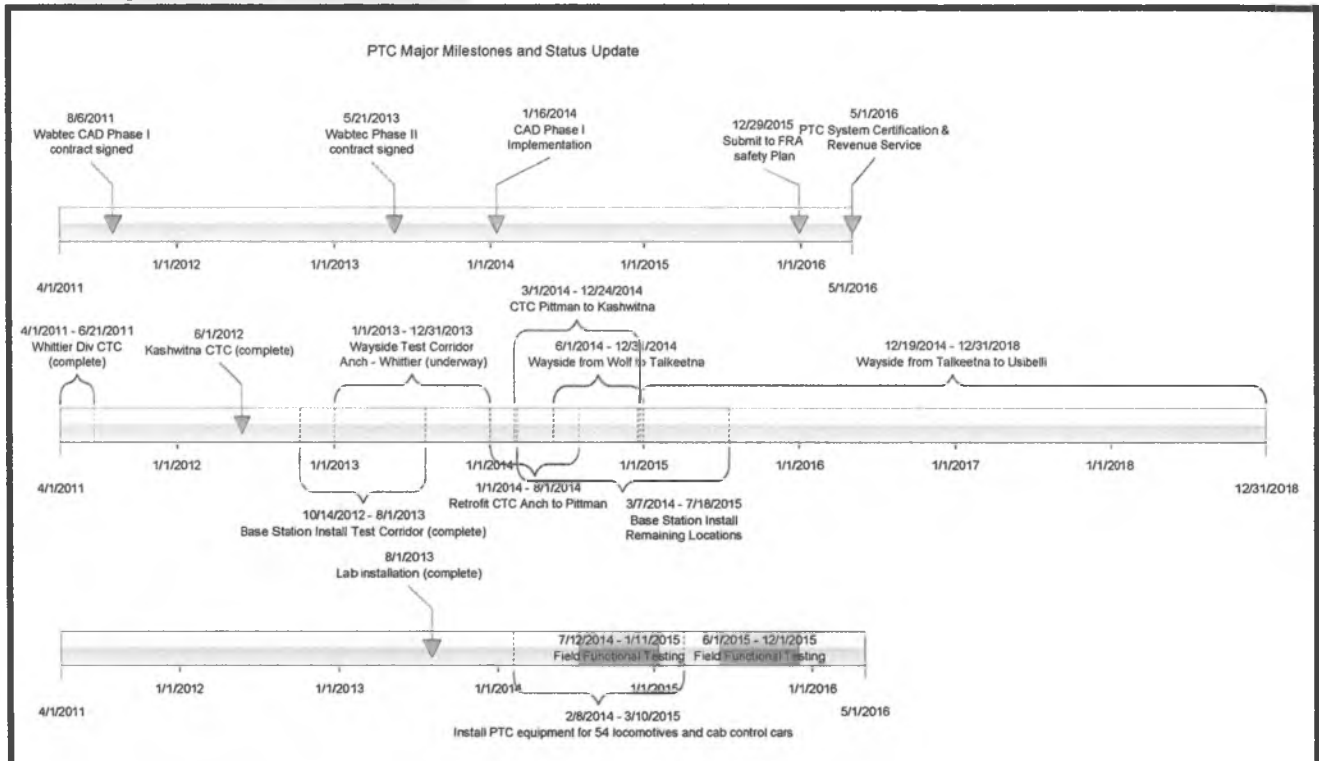 PTC Major Milestones and Status Update
8/6/2011
Wabtec CAD Phase I
contract signed
5/21/2013
Wabtec Phase II
contract signed
1/16/2014
CAD Phase I
Implementation
12/29/2015
Submit to FRA
safety Plan
5/1/2016
PTC System Certification &
Revenue Service
1/1/2012
1/1/2013
1/1/2014
1/1/2015
1/1/2016
4/1/2011
5/1/2016
4/1/2011 - 6/21/2011
Whittier Div CTC
(complete)
6/1/2012
Kashwitna CTC (complete)
1/1/2013 - 12/31/2013
Wayside Test Corridor
Anch - Whittier (underway)
3/1/2014 - 12/24/2014
CTC Pittman to Kashwitna
6/1/2014 - 12/31/2014
Wayside from Wolf to Talkeetna
12/19/2014 - 12/31/2018
Wayside from Talkeetna to Usibelli
1/1/2012
1/1/2013
1/1/2014
1/1/2015
1/1/2016
1/1/2017
1/1/2018
4/1/2011
12/31/2018
10/14/2012 - 8/1/2013
Base Station Install Test Corridor (complete)
1/1/2014 - 8/1/2014
Retrofit CTC Anch to Pittman
3/7/2014 - 7/18/2015
Base Station Install
Remaining Locations
8/1/2013
Lab installation (complete)
7/12/2014 - 1/11/2015
Field Functional Testing
6/1/2015 - 12/1/2015
Field Functional Testing
1/1/2012
1/1/2013
1/1/2014
1/1/2015
1/1/2016
4/1/2011
5/1/2016
2/8/2014 - 3/10/2015
Install PTC equipment for 54 locomotives and cab control cars